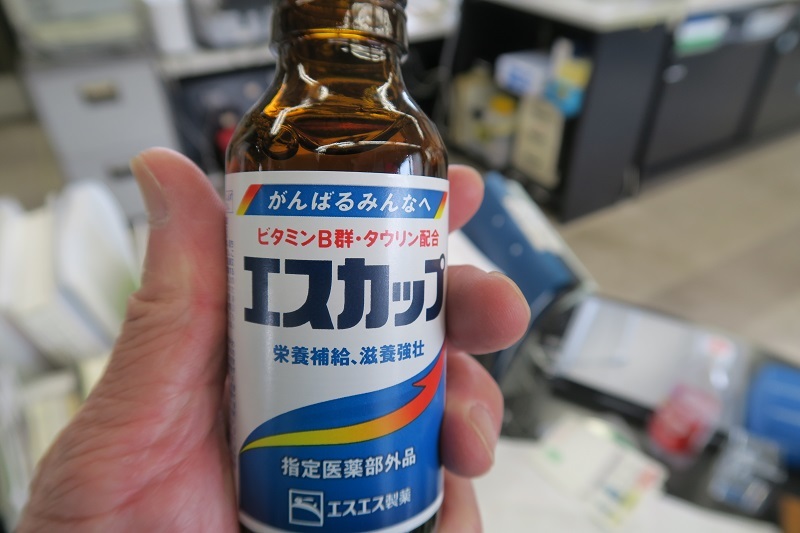 がんばるみんなへ
ビタミンB群・タウリン配合
エスカップ
栄養補給、滋養強壮
指定医薬部外品
エスエス製薬